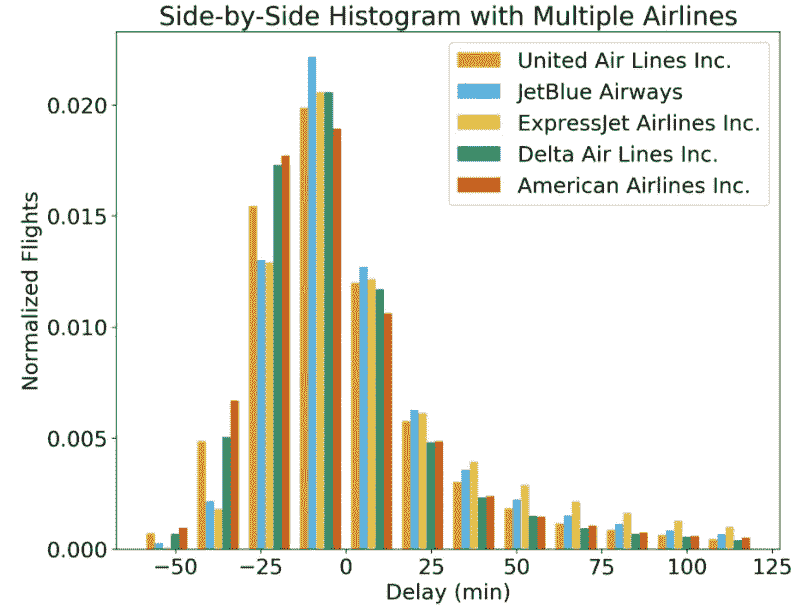 Side-by-Side Histogram with Multiple Airlines
United Air Lines Inc.
JetBlue Airways
ExpressJet Airlines Inc.
Delta Air Lines Inc.
American Airlines Inc.
Normalized Flights
0.020
0.015
0.010
0.005
0.000
−50 −25 0 25 50 75 100 125
Delay (min)